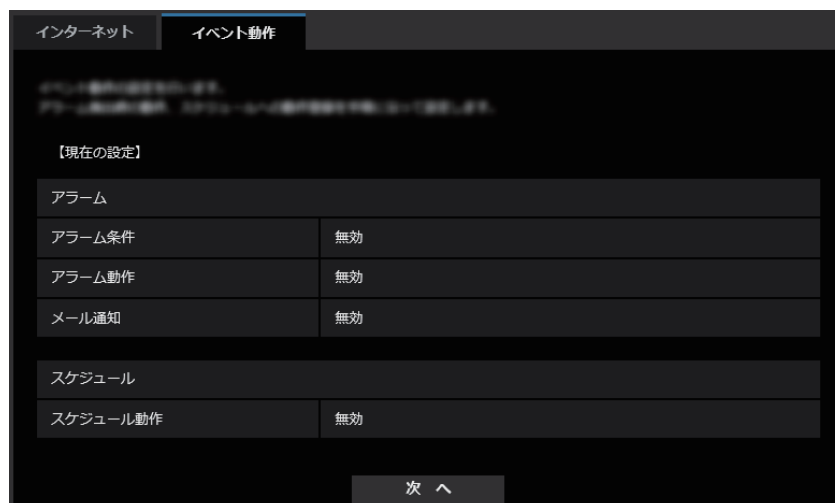 インターネット
イベント動作
【現在の設定】
アラーム
アラーム条件 無効
アラーム動作 無効
メール通知 無効
スケジュール
スケジュール動作 無効
次 へ